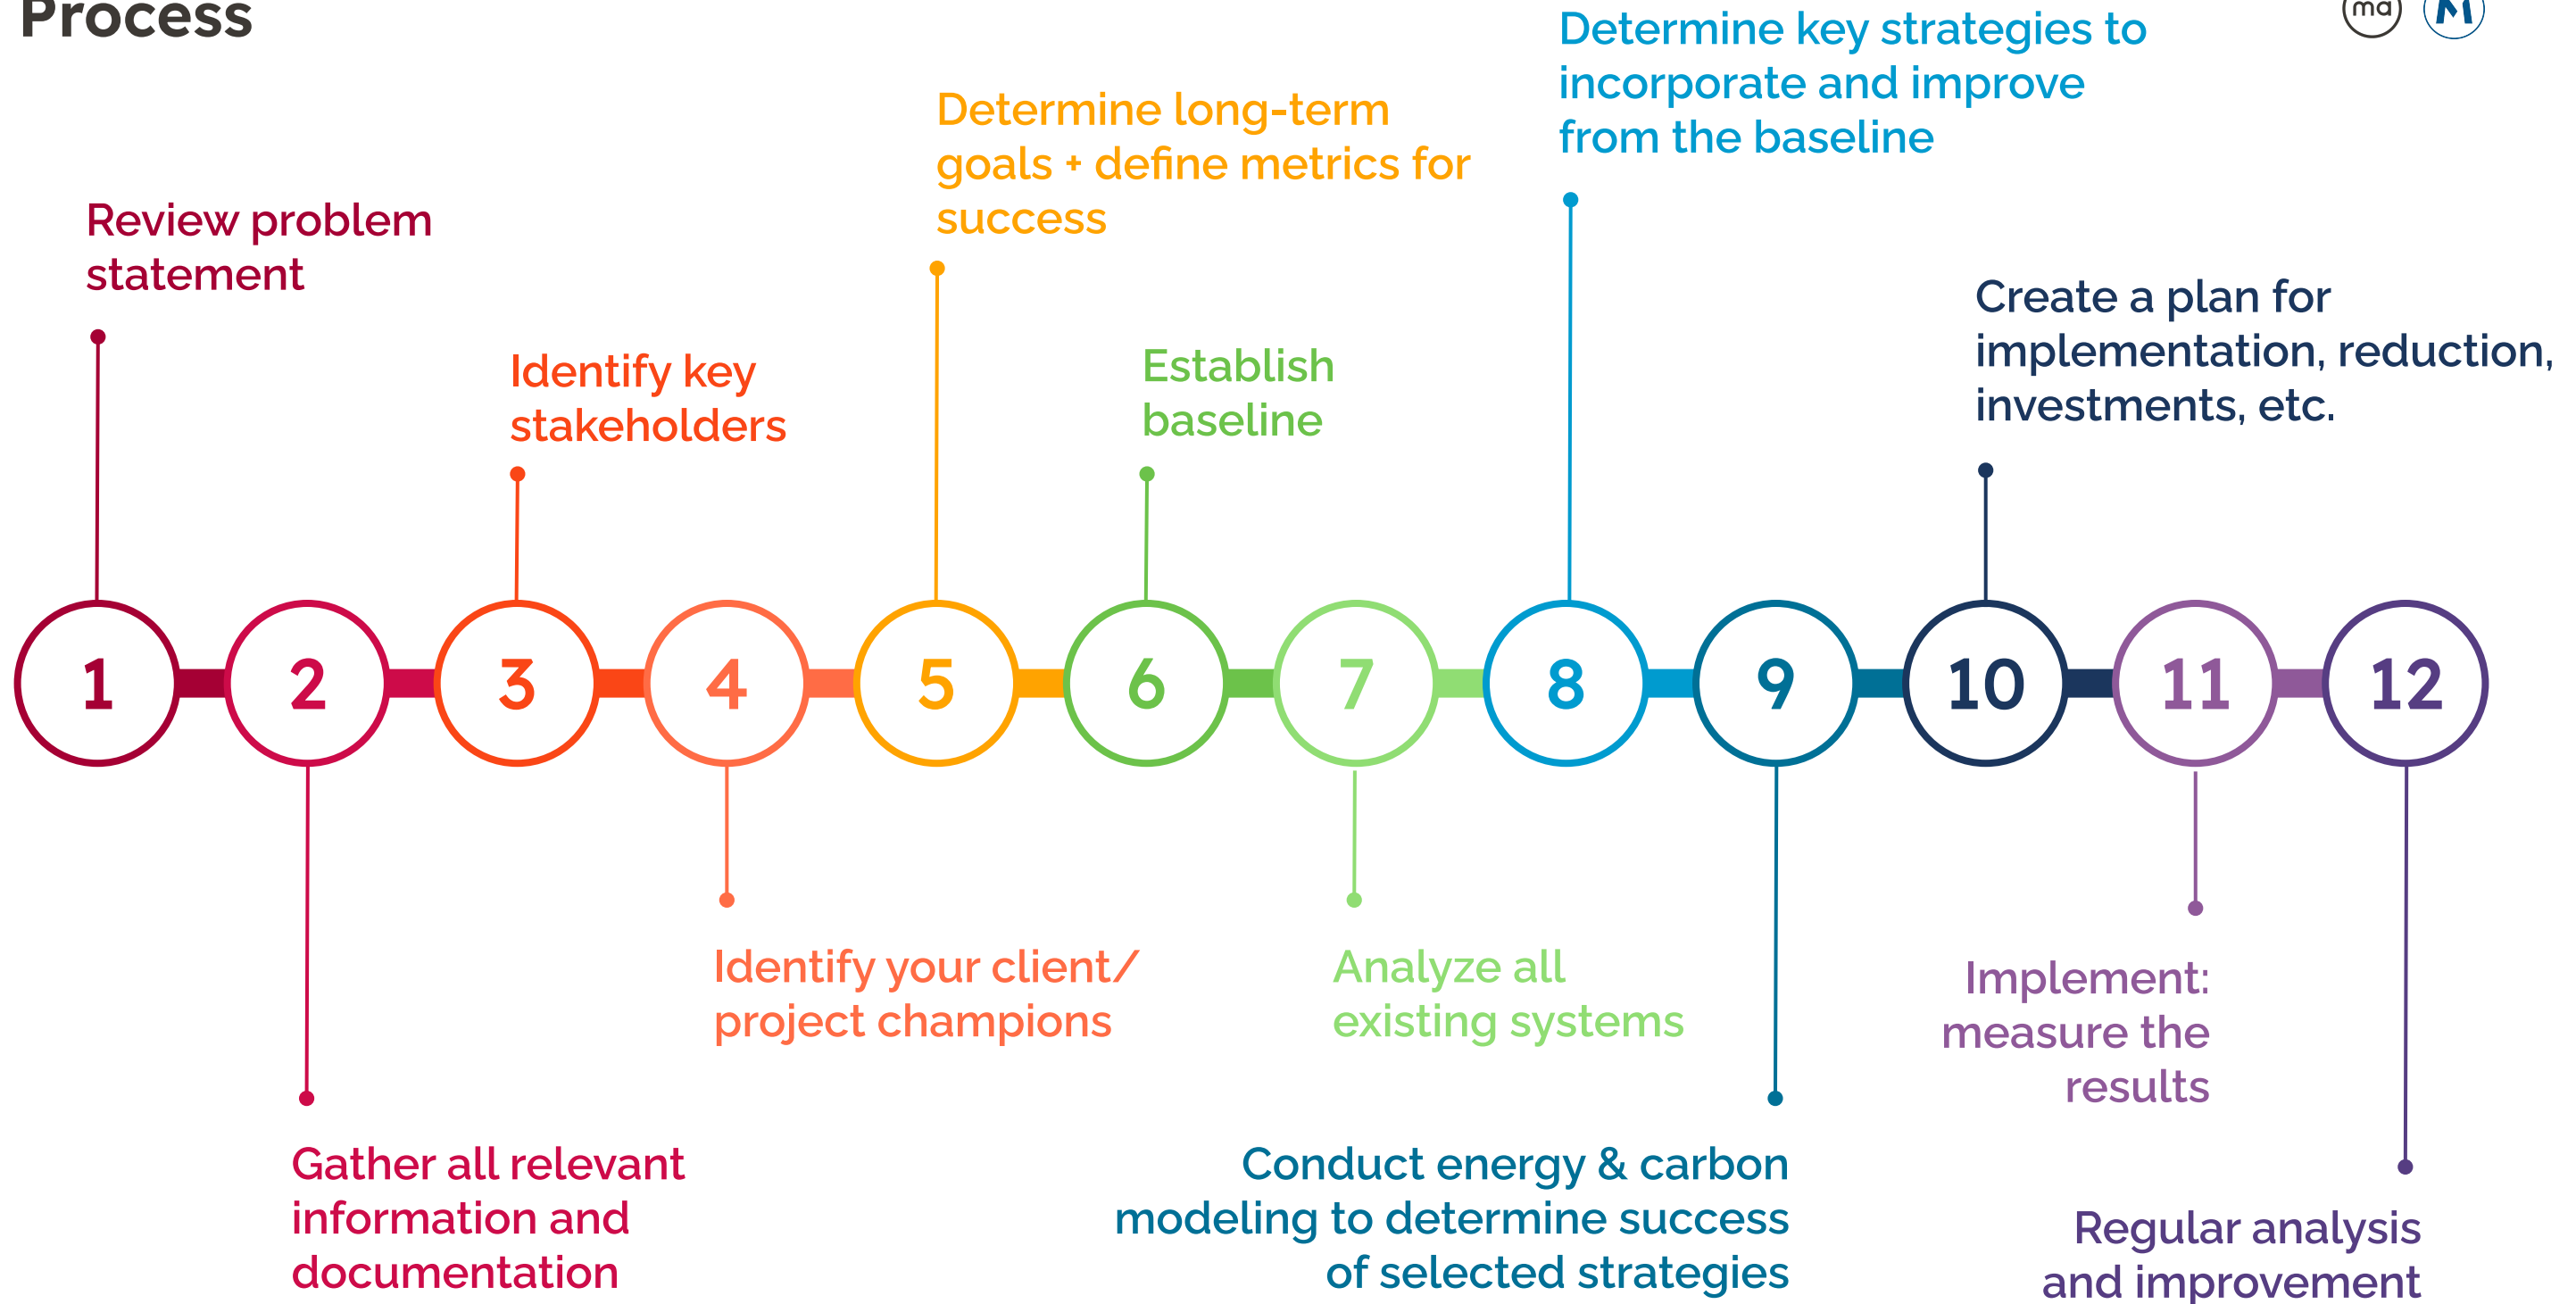 Process
ma
M
Review problem
statement
1
Gather all relevant
information and
documentation
2
Identify key
stakeholders
3
Identify your client/
project champions
4
Determine long-term
goals + define metrics for
success
5
Establish
baseline
6
Analyze all
existing systems
7
Determine key strategies to
incorporate and improve
from the baseline
8
Conduct energy & carbon
modeling to determine success
of selected strategies
9
Create a plan for
implementation, reduction,
investments, etc.
10
Implement:
measure the
results
11
Regular analysis
and improvement
12